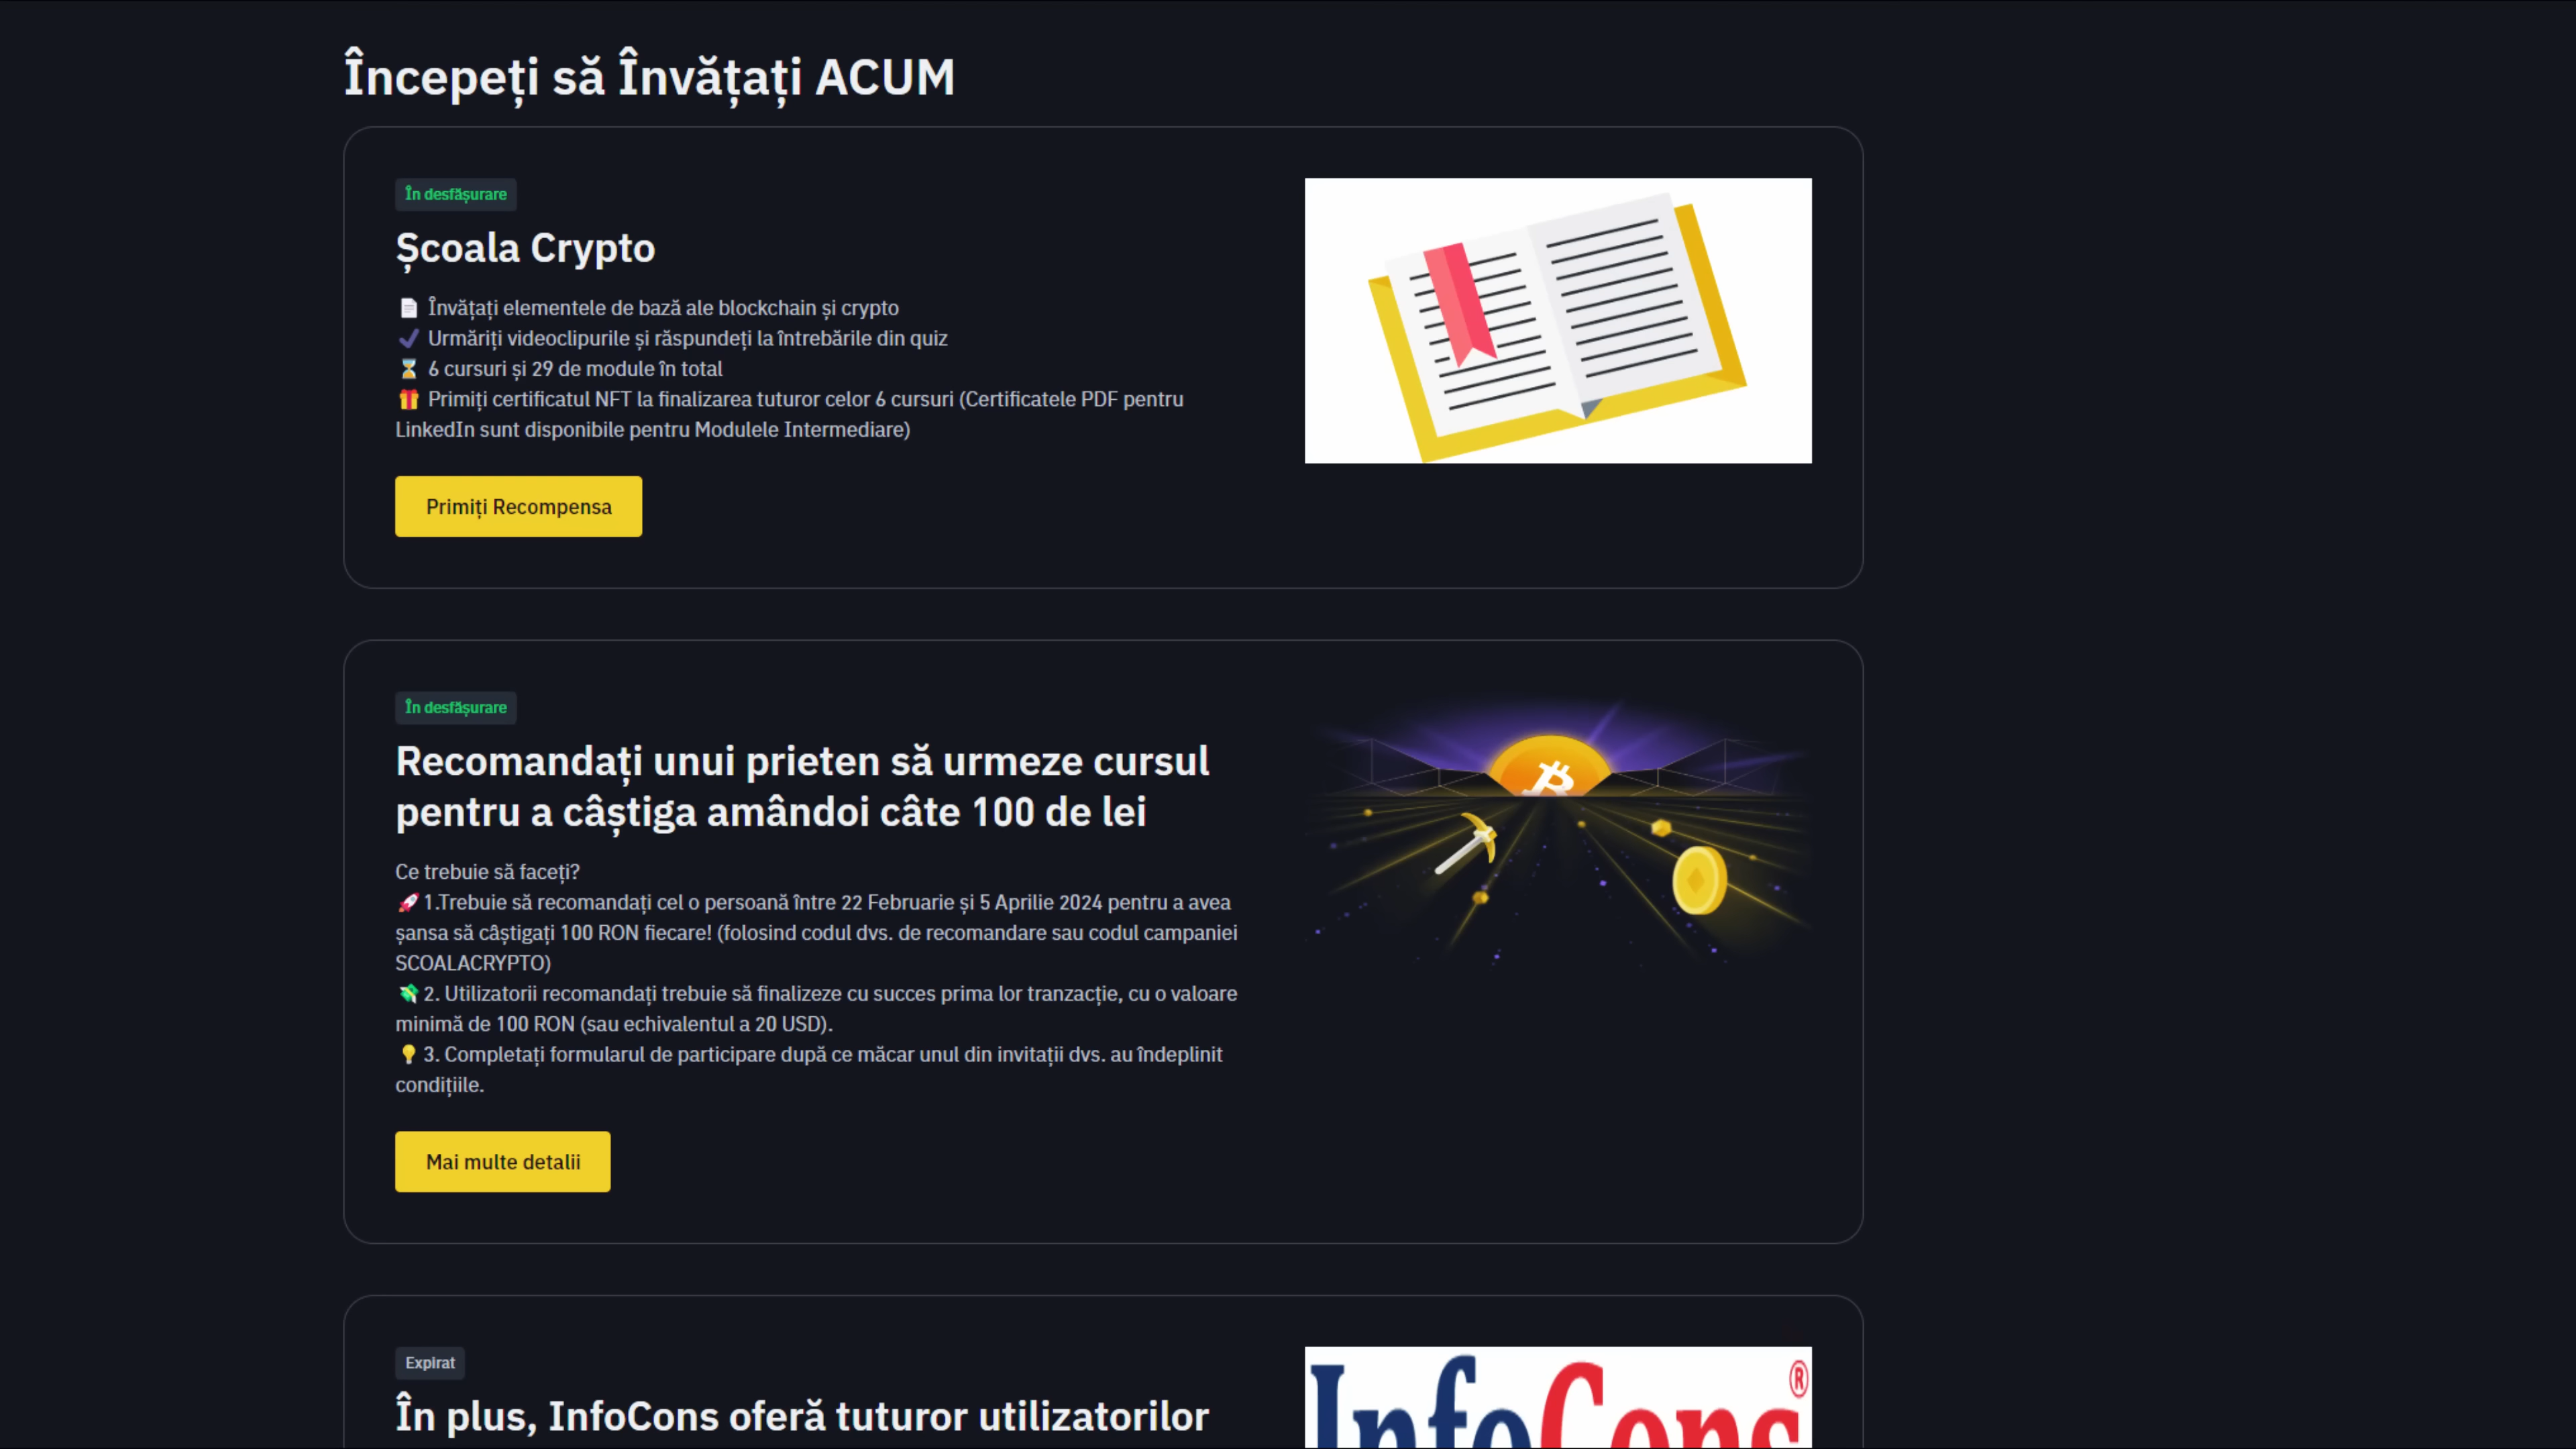 Începeți să Învățați ACUM
În desfășurare
Școala Crypto
Învățați elementele de bază ale blockchain și crypto
Urmăriți videoclipurile și răspundeți la întrebările din quiz
6 cursuri și 29 de module în total
Primiți certificatul NFT la finalizarea tuturor celor 6 cursuri (Certificatele PDF pentru
LinkedIn sunt disponibile pentru Modulele Intermediare)
Primiți Recompensa
În desfășurare
Recomandați unui prieten să urmeze cursul
pentru a câștiga amândoi câte 100 de lei
Ce trebuie să faceți?
🚀 1.Trebuie să recomandați cel o persoană între 22 Februarie și 5 Aprilie 2024 pentru a avea
șansa să câștigați 100 RON fiecare! (folosind codul dvs. de recomandare sau codul campaniei
SCOALACRYPTO)
💸 2. Utilizatorii recomandați trebuie să finalizeze cu succes prima lor tranzacție, cu o valoare
minimă de 100 RON (sau echivalentul a 20 USD).
💡 3. Completați formularul de participare după ce măcar unul din invitații dvs. au îndeplinit
condițiile.
Mai multe detalii
Expirat
În plus, InfoCons oferă tuturor utilizatorilor
InfoCons ®